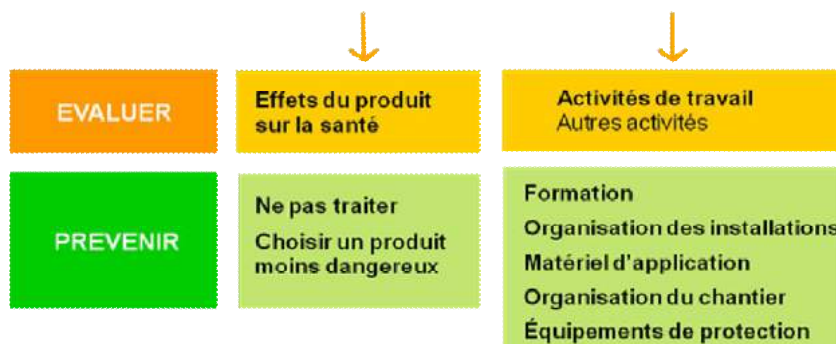 EVALUER
Effets du produit
sur la santé
Activités de travail
Autres activités
PREVENIR
Ne pas traiter
Choisir un produit
moins dangereux
Formation
Organisation des installations
Matériel d'application
Organisation du chantier
Équipements de protection